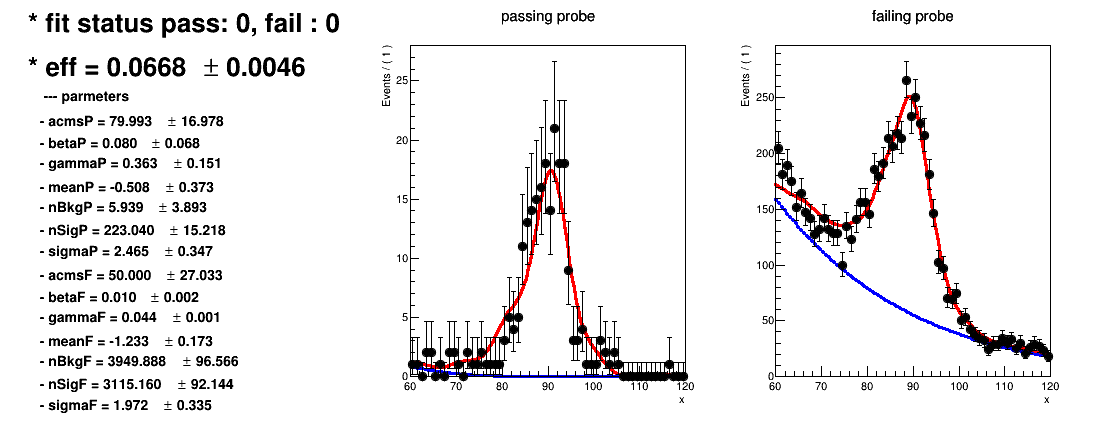 * fit status pass: 0, fail : 0
* eff = 0.0668 ± 0.0046
--- parmeters
- acmsP = 79.993 ± 16.978
- betaP = 0.080 ± 0.068
- gammaP = 0.363 ± 0.151
- meanP = -0.508 ± 0.373
- nBkgP = 5.939 ± 3.893
- nSigP = 223.040 ± 15.218
- sigmaP = 2.465 ± 0.347
- acmsF = 50.000 ± 27.033
- betaF = 0.010 ± 0.002
- gammaF = 0.044 ± 0.001
- meanF = -1.233 ± 0.173
- nBkgF = 3949.888 ± 96.566
- nSigF = 3115.160 ± 92.144
- sigmaF = 1.972 ± 0.335
passing probe
Events / ( 1 )
25
20
15
10
5
0
60 70 80 90 100 110 120
x
failing probe
Events / ( 1 )
250
200
150
100
50
0
60 70 80 90 100 110 120
x